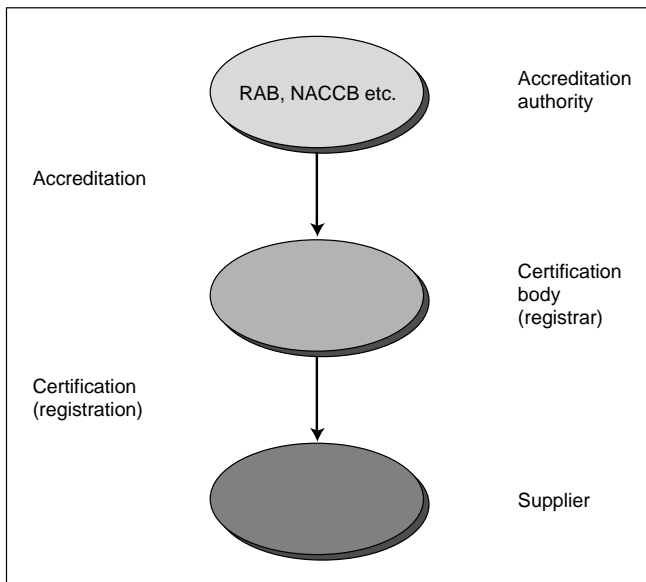 RAB, NACCB etc.
Accreditation
authority
Accreditation
Certification
body
(registrar)
Certification
(registration)
Supplier